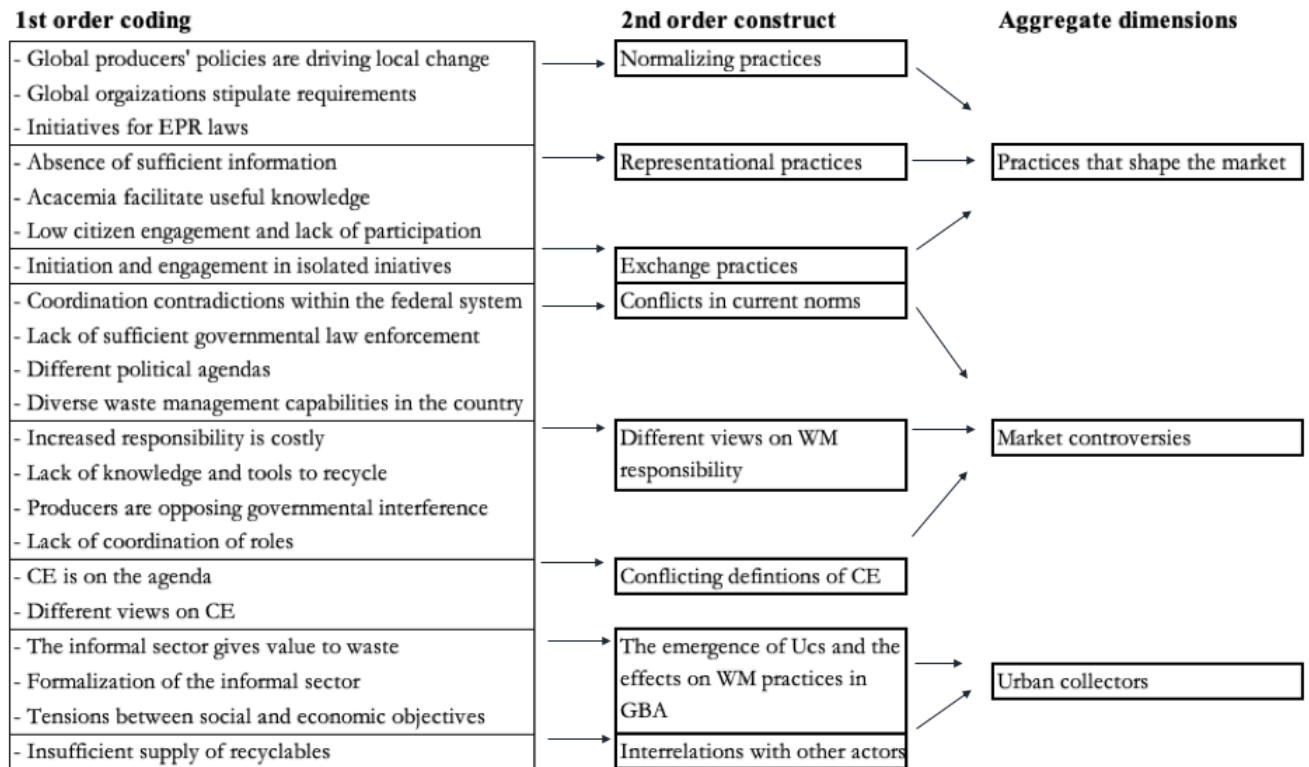 1st order coding
2nd order construct
Aggregate dimensions
- Global producers' policies are driving local change
- Global orgaizations stipulate requirements
- Initiatives for EPR laws
- Absence of sufficient information
- Acacemia facilitate useful knowledge
- Low citizen engagement and lack of participation
- Initiation and engagement in isolated iniatives
- Coordination contradictions within the federal system
- Lack of sufficient governmental law enforcement
- Different political agendas
- Diverse waste management capabilities in the country
- Increased responsibility is costly
- Lack of knowledge and tools to recycle
- Producers are opposing governmental interference
- Lack of coordination of roles
- CE is on the agenda
- Different views on CE
- The informal sector gives value to waste
- Formalization of the informal sector
- Tensions between social and economic objectives
- Insufficient supply of recyclables
Normalizing practices
Representational practices
Exchange practices
Conflicts in current norms
Different views on WM
responsibility
Conflicting defintions of CE
The emergence of Ucs and the
effects on WM practices in
GBA
Interrelations with other actors
Practices that shape the market
Market controversies
Urban collectors